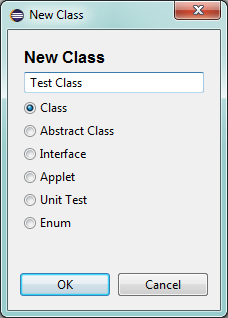 New Class
New Class
Test Class
Class
Abstract Class
Interface
Applet
Unit Test
Enum
OK Cancel